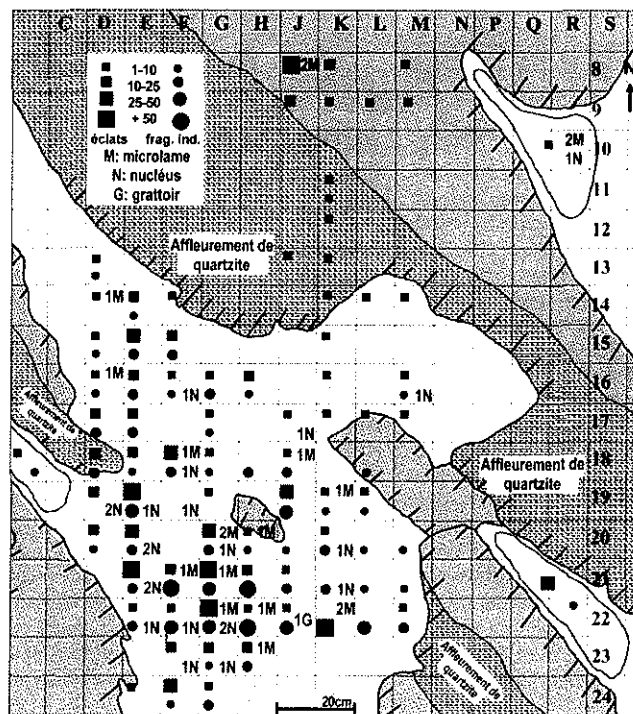 C D E F G H J K L M N P Q R S
1-10
10-25
25-50
+ 50
éclats frag. ind.
M: microlame
N: nucléus
G: grattoir
2M
8
N
9
2M
10
1N
11
12
Affleurement de
quartzite
13
1M
14
15
1M
16
1N
1N
17
1N
Affleurement de
quartzite
1M
1M
18
1N
Affleurement de
quartzite
1M
19
2N 1N 1N
2M
1M
20
2N
1N
1N
1M
1M
21
2N
1N
1M
1M
2M
22
1N
1N
2N
1G
1M
23
1N
1N
Affleurement de
quartzite
24
20cm